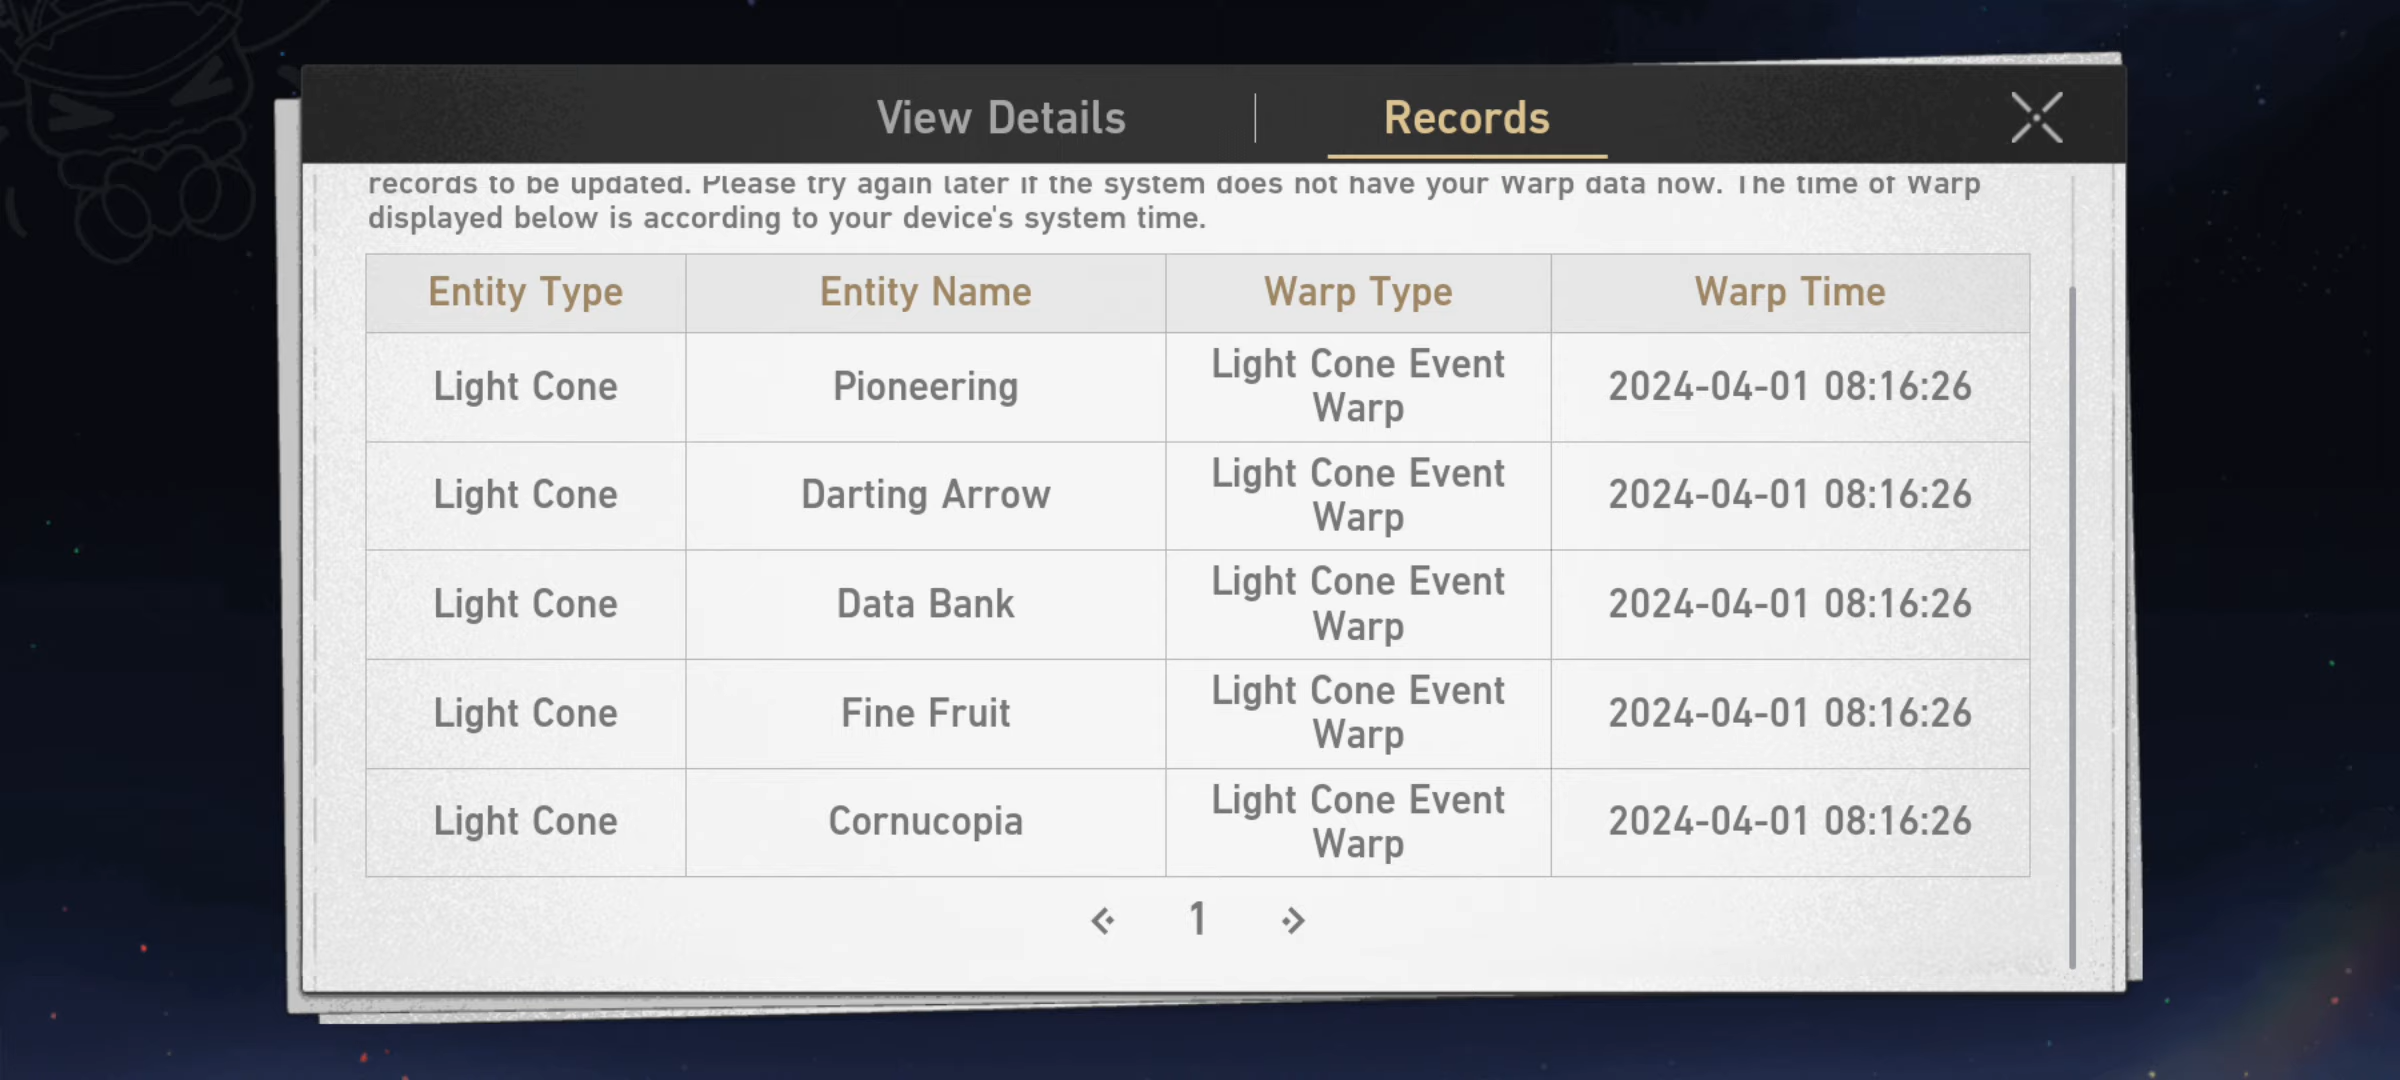 View Details
Records
records to be updated. Please try again later if the system does not have your Warp data now. The time of Warp
displayed below is according to your device's system time.
Entity Type Entity Name Warp Type Warp Time
Light Cone Pioneering Light Cone Event Warp 2024-04-01 08:16:26
Light Cone Darting Arrow Light Cone Event Warp 2024-04-01 08:16:26
Light Cone Data Bank Light Cone Event Warp 2024-04-01 08:16:26
Light Cone Fine Fruit Light Cone Event Warp 2024-04-01 08:16:26
Light Cone Cornucopia Light Cone Event Warp 2024-04-01 08:16:26
1